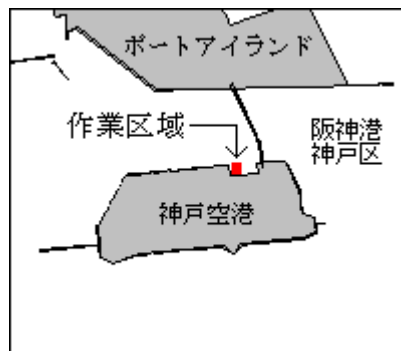 ポートアイランド
作業区域
阪神港
神戸区
神戸空港